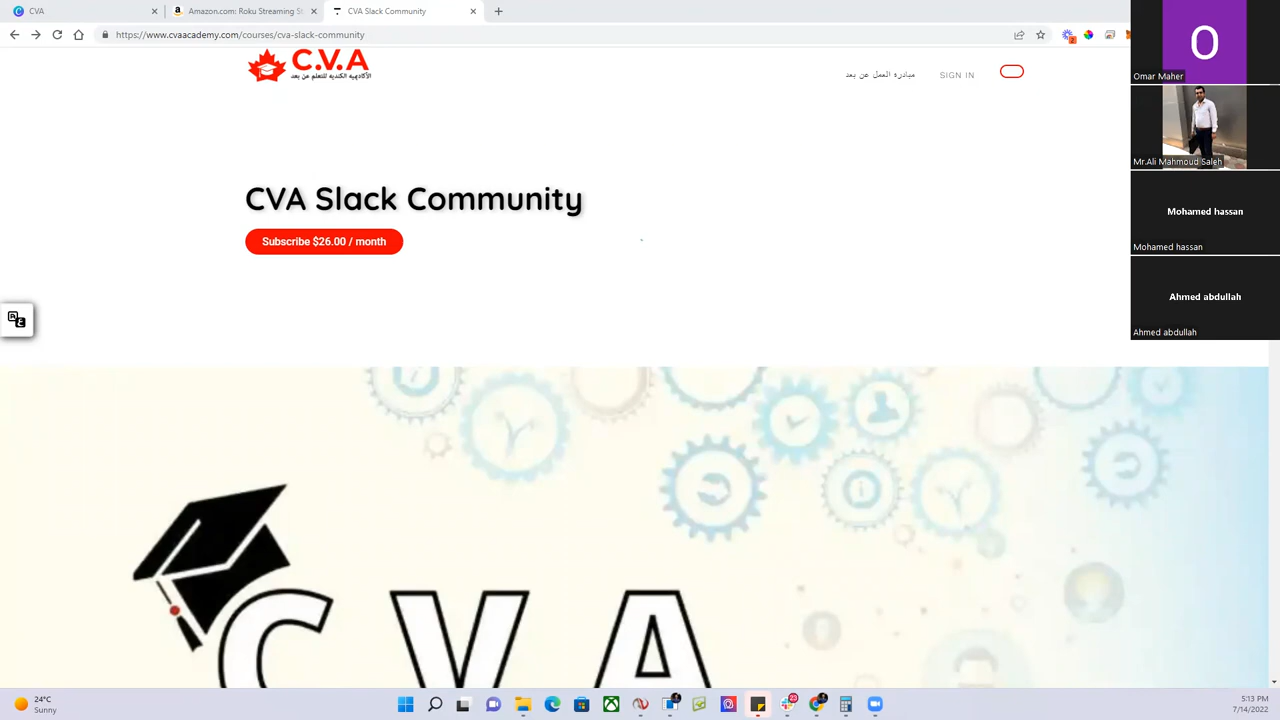 CVA
Amazon.com: Roku Streaming St
CVA Slack Community
https://www.cvaacademy.com/courses/cva-slack-community
C.V.A
الأكاديمية الكندية للتعلم عن بعد
مبادره العمل عن بعد
SIGN IN
CVA Slack Community
Subscribe $26.00 / month
C V A
O
Omar Maher
Mr.Ali Mahmoud Saleh
Mohamed hassan
Mohamed hassan
Ahmed abdullah
Ahmed abdullah
24°C
Sunny
23
5:13 PM
7/14/2022